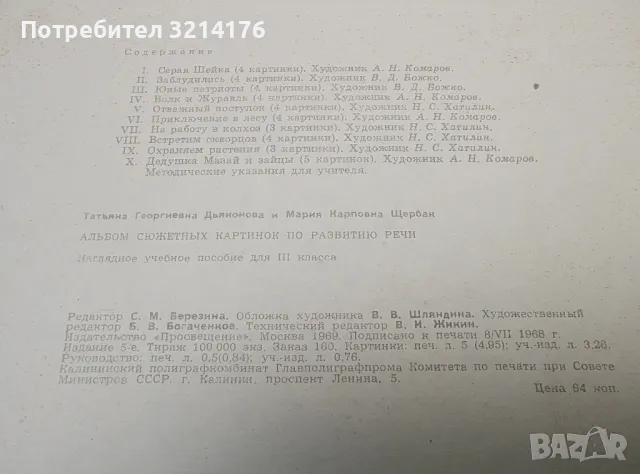 Потребител 3214176
Содержание
I. Серая Шейка (4 картинки). Художник А. Н. Комаров.
II. Заблудились (4 картинки). Художник В. Д. Божко.
III. Юные патриоты (4 картинки). Художник В. Д. Божко.
IV. Волк и Журавль (4 картинки). Художник А. Н. Комаров.
V. Отважный поступок (4 картинки). Художник Н. С. Хатилин.
VI. Приключение в лесу (4 картинки). Художник А. Н. Комаров.
VII. На работу в колхоз (3 картинки). Художник Н. С. Хатилин.
VIII. Встретим скворцов (4 картинки). Художник Н. С. Хатилин.
IX. Охраняем растения (3 картинки). Художник Н. С. Хатилин.
X. Дедушка Мазай и зайцы (5 картинок). Художник А. Н. Комаров.
Методические указания для учителя.
Татьяна Георгиевна Дьяконова и Мария Карповна Щербак
АЛЬБОМ СЮЖЕТНЫХ КАРТИНОК ПО РАЗВИТИЮ РЕЧИ
Наглядное учебное пособие для III класса
Редактор С. М. Березина. Обложка художника В. В. Шляндина. Художественный
редактор Б. В. Богаченков. Технический редактор В. И. Жикин.
Издательство «Просвещение», Москва 1969. Подписано к печати 8/VII 1968 г.
Издание 5-е. Тираж 100 000 экз. Заказ 160. Картинки: печ. л. 5 (4,95); уч.-изд. л. 3,26.
Руководство: печ. л. 0,5(0,84); уч.-изд. л. 0,76.
Калининский полиграфкомбинат Главполиграфпрома Комитета по печати при Совете
Министров СССР. г. Калинин, проспект Ленина, 5.
Цена 94 коп.
bazar